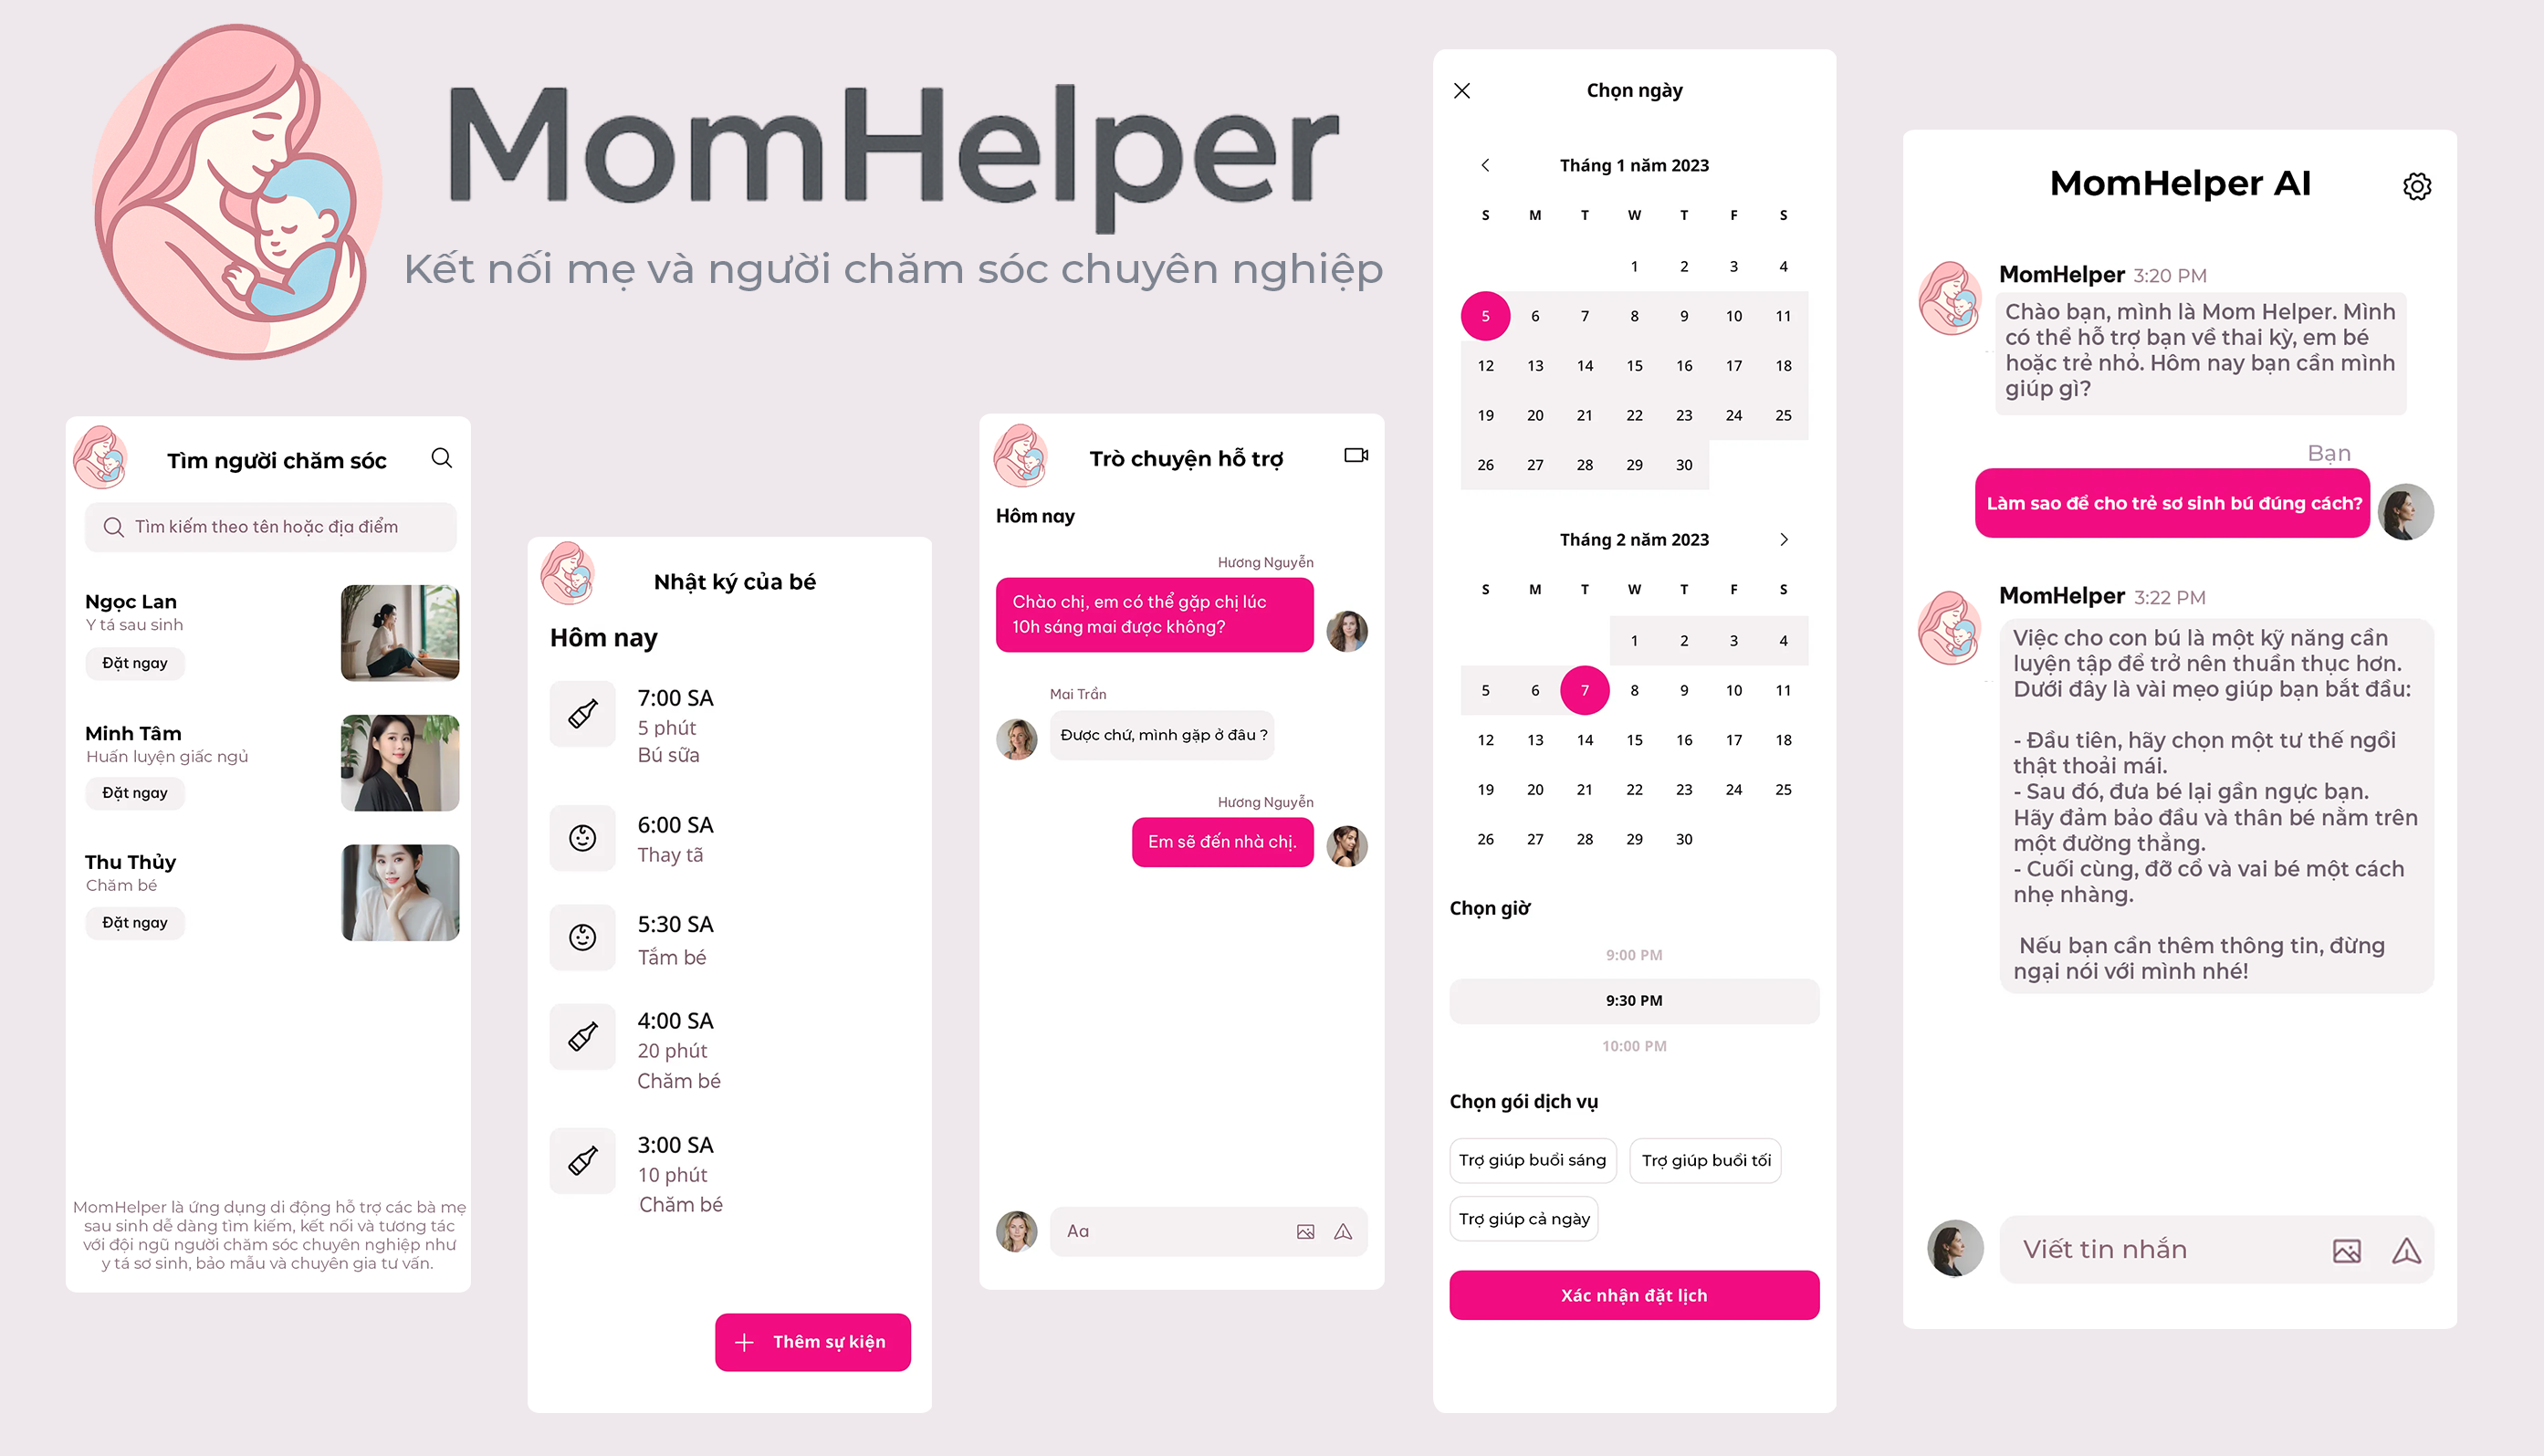 MomHelper
Kết nối mẹ và người chăm sóc chuyên nghiệp
Tìm người chăm sóc
Tìm kiếm theo tên hoặc địa điểm
Ngọc Lan
Y tá sau sinh
Đặt ngay
Minh Tâm
Huấn luyện giấc ngủ
Đặt ngay
Thu Thủy
Chăm bé
Đặt ngay
MomHelper là ứng dụng di động hỗ trợ các bà mẹ
sau sinh dễ dàng tìm kiếm, kết nối và tương tác
với đội ngũ người chăm sóc chuyên nghiệp như
y tá sơ sinh, bảo mẫu và chuyên gia tư vấn.
Nhật ký của bé
Hôm nay
7:00 SA
5 phút
Bú sữa
6:00 SA
Thay tã
5:30 SA
Tắm bé
4:00 SA
20 phút
Chăm bé
3:00 SA
10 phút
Chăm bé
Thêm sự kiện
Trò chuyện hỗ trợ
Hôm nay
Hương Nguyễn
Chào chị, em có thể gặp chị lúc
10h sáng mai được không?
Mai Trần
Được chứ, mình gặp ở đâu ?
Hương Nguyễn
Em sẽ đến nhà chị.
Aa
Chọn ngày
Tháng 1 năm 2023
S M T W T F S
1 2 3 4
5 6 7 8 9 10 11
12 13 14 15 16 17 18
19 20 21 22 23 24 25
26 27 28 29 30
Tháng 2 năm 2023
S M T W T F S
1 2 3 4
5 6 7 8 9 10 11
12 13 14 15 16 17 18
19 20 21 22 23 24 25
26 27 28 29 30
Chọn giờ
9:00 PM
9:30 PM
10:00 PM
Chọn gói dịch vụ
Trợ giúp buổi sáng
Trợ giúp buổi tối
Trợ giúp cả ngày
Xác nhận đặt lịch
MomHelper AI
MomHelper 3:20 PM
Chào bạn, mình là Mom Helper. Mình
có thể hỗ trợ bạn về thai kỳ, em bé
hoặc trẻ nhỏ. Hôm nay bạn cần mình
giúp gì?
Bạn
Làm sao để cho trẻ sơ sinh bú đúng cách?
MomHelper 3:22 PM
Việc cho con bú là một kỹ năng cần
luyện tập để trở nên thuần thục hơn.
Dưới đây là vài mẹo giúp bạn bắt đầu:
- Đầu tiên, hãy chọn một tư thế ngồi
thật thoải mái.
- Sau đó, đưa bé lại gần ngực bạn.
Hãy đảm bảo đầu và thân bé nằm trên
một đường thẳng.
- Cuối cùng, đỡ cổ và vai bé một cách
nhẹ nhàng.
Nếu bạn cần thêm thông tin, đừng
ngại nói với mình nhé!
Viết tin nhắn